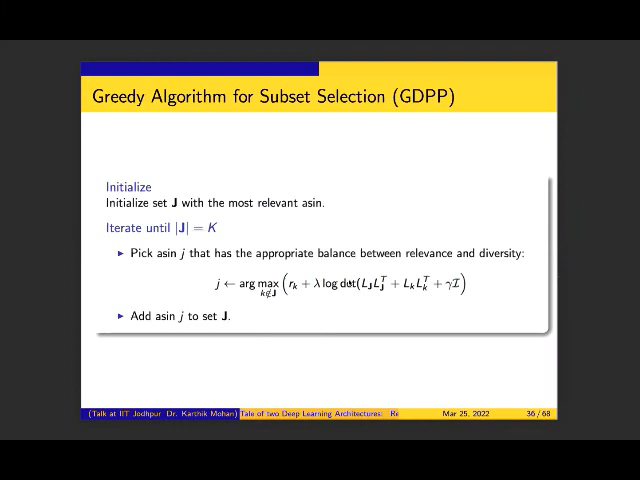 Greedy Algorithm for Subset Selection (GDPP)
Initialize
Initialize set J with the most relevant asin.
Iterate until |J| = K
▶ Pick asin j that has the appropriate balance between relevance and diversity:
j ← arg max k∉J (r_k + λ log det(L_J L_J^T + L_k L_k^T + γI)
▶ Add asin j to set J.
(Talk at IIT Jodhpur Dr. Karthik Mohan) Tale of two Deep Learning Architectures: Re Mar 25, 2022 36 / 68